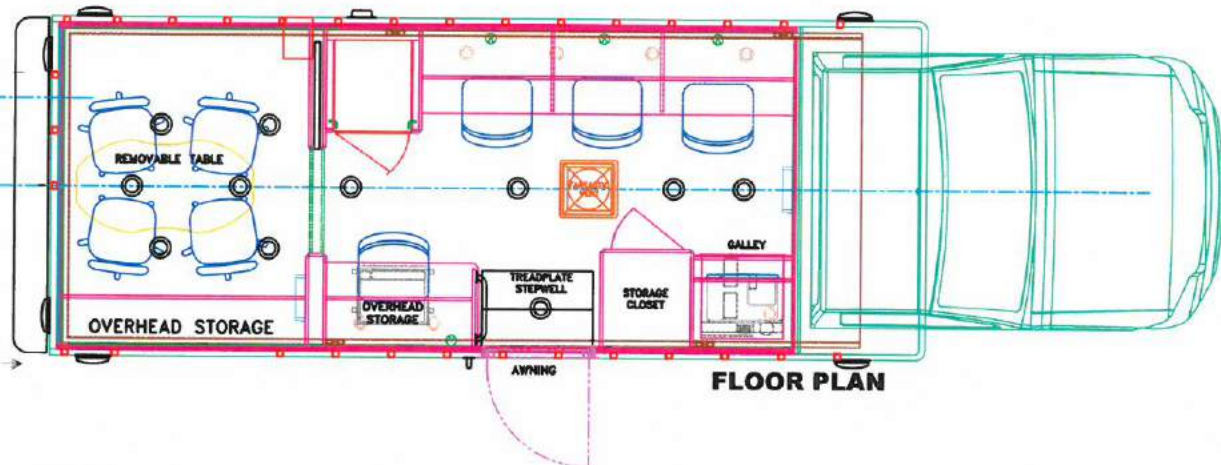 REMOVABLE TABLE
GALLEY
TREADPLATE
STEPWELL
STORAGE
CLOSET
OVERHEAD
STORAGE
OVERHEAD STORAGE
AWNING
FLOOR PLAN